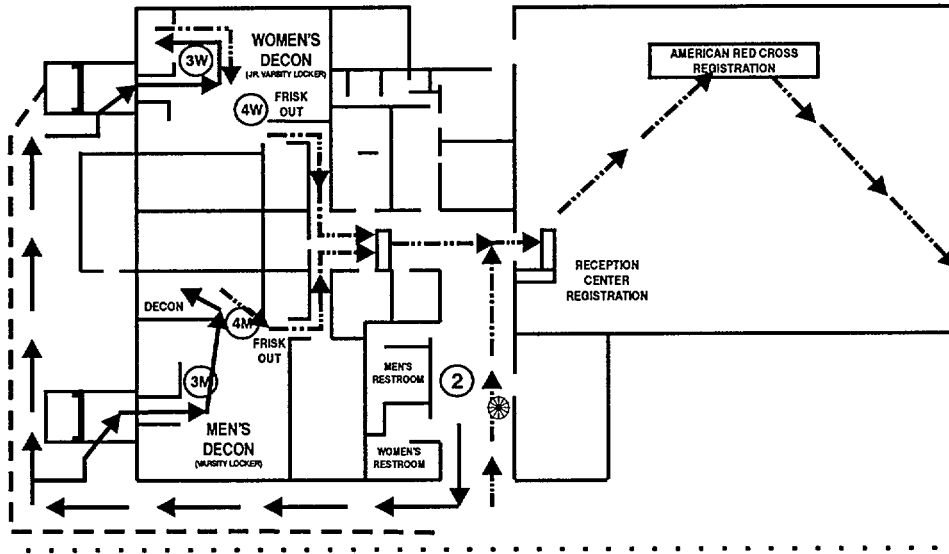 WOMEN'S
DECON
(JR. VARSITY LOCKER)
3W
4W
FRISK
OUT
AMERICAN RED CROSS
REGISTRATION
RECEPTION
CENTER
REGISTRATION
DECON
4M
FRISK
OUT
3M
MEN'S
DECON
(VARSITY LOCKER)
MEN'S
RESTROOM
2
WOMEN'S
RESTROOM